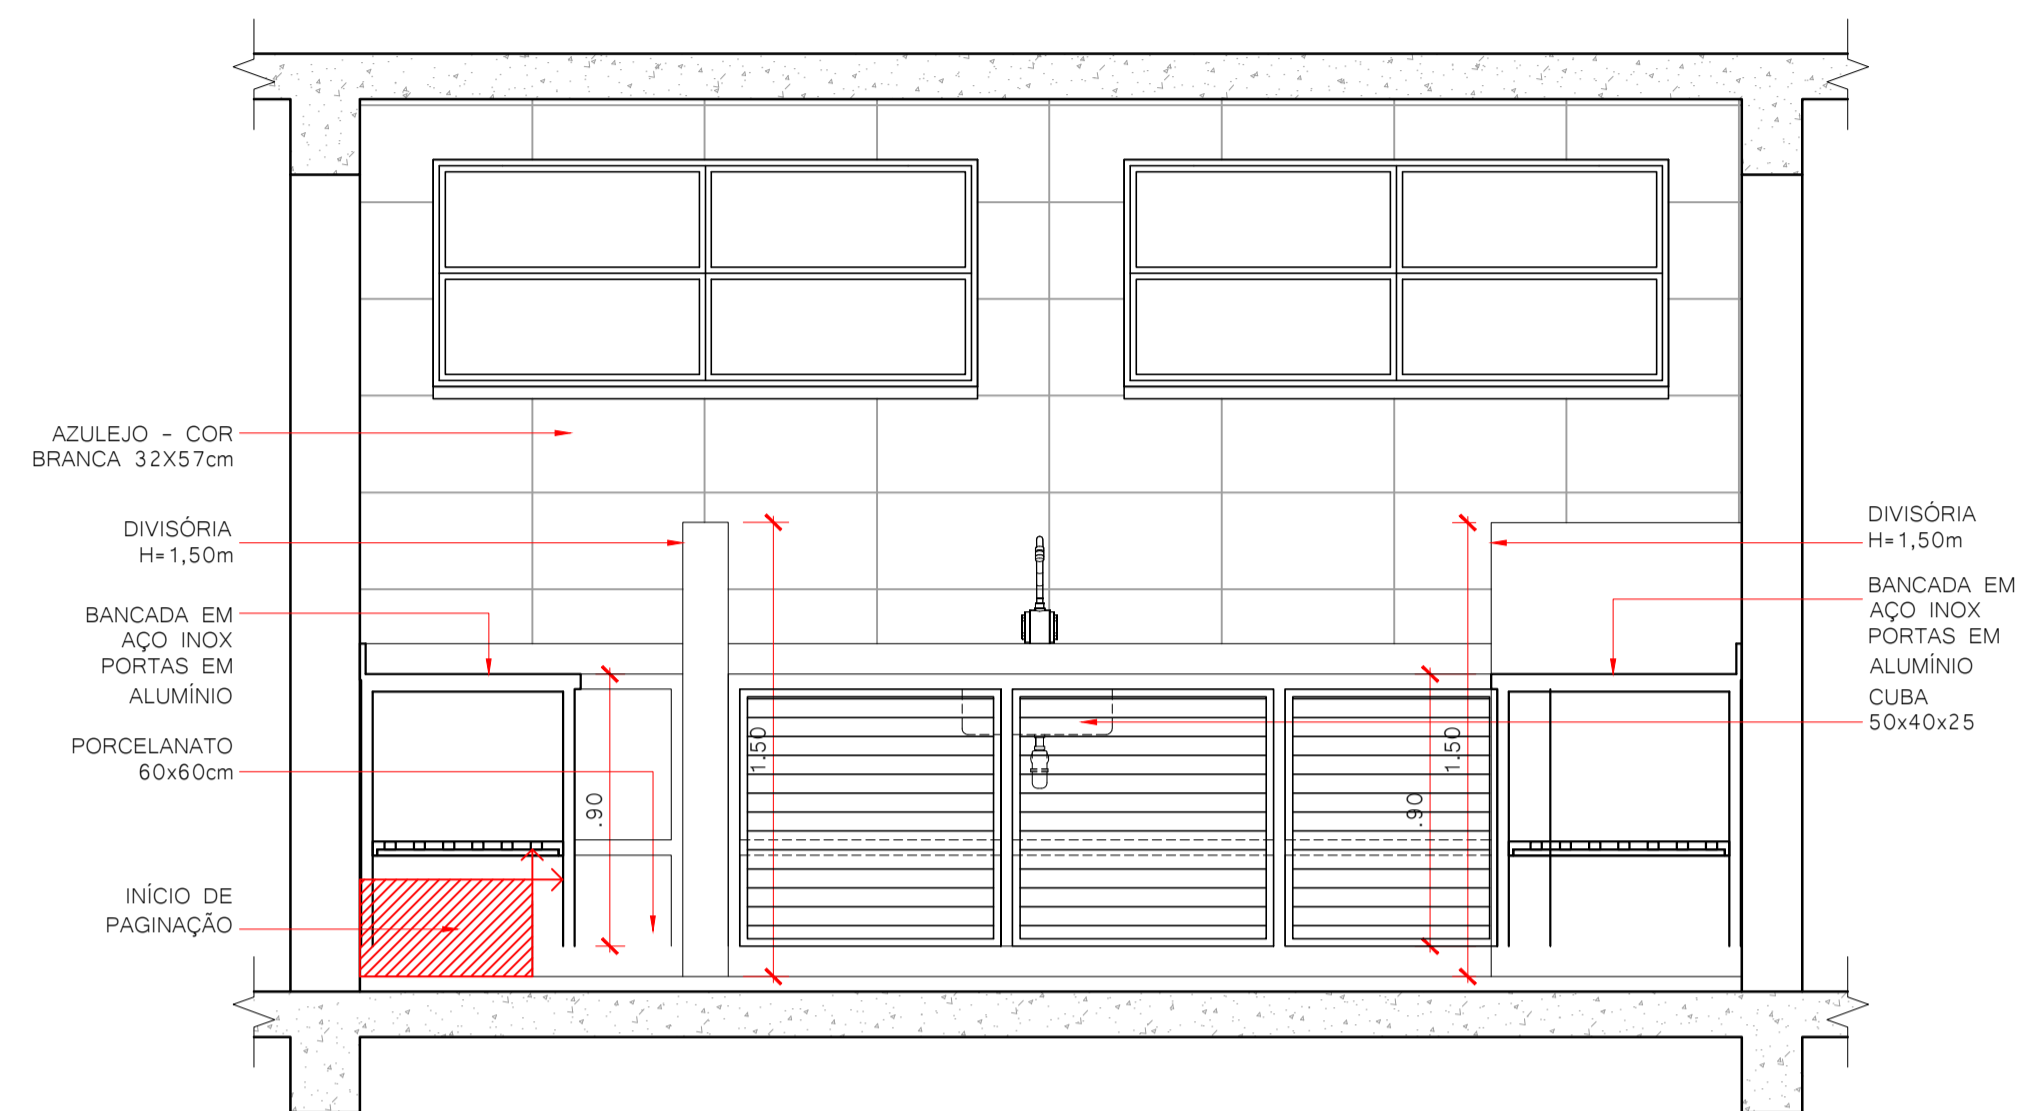 AZULEJO - COR
BRANCA 32X57cm
DIVISÓRIA
H=1,50m
BANCADA EM
AÇO INOX
PORTAS EM
ALUMÍNIO
PORCELANATO
60x60cm
INÍCIO DE
PAGINAÇÃO
.90
1.50
1.50
.90
DIVISÓRIA
H=1,50m
BANCADA EM
AÇO INOX
PORTAS EM
ALUMÍNIO
CUBA
50x40x25